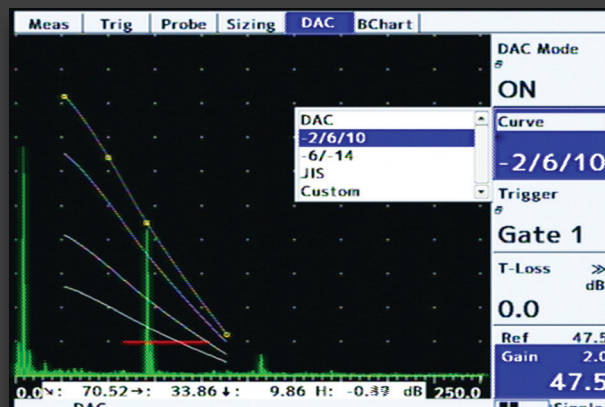 Meas Trig Probe Sizing DAC BChart
DAC Mode
ON
Curve
-2/6/10
Trigger
Gate 1
T-Loss
dB
0.0
Ref 47.5
Gain 2.0
47.5
DAC
-2/6/10
-6/-14
JIS
Custom
0.0 70.52 33.86 9.86 H: dB 250.0
DAC